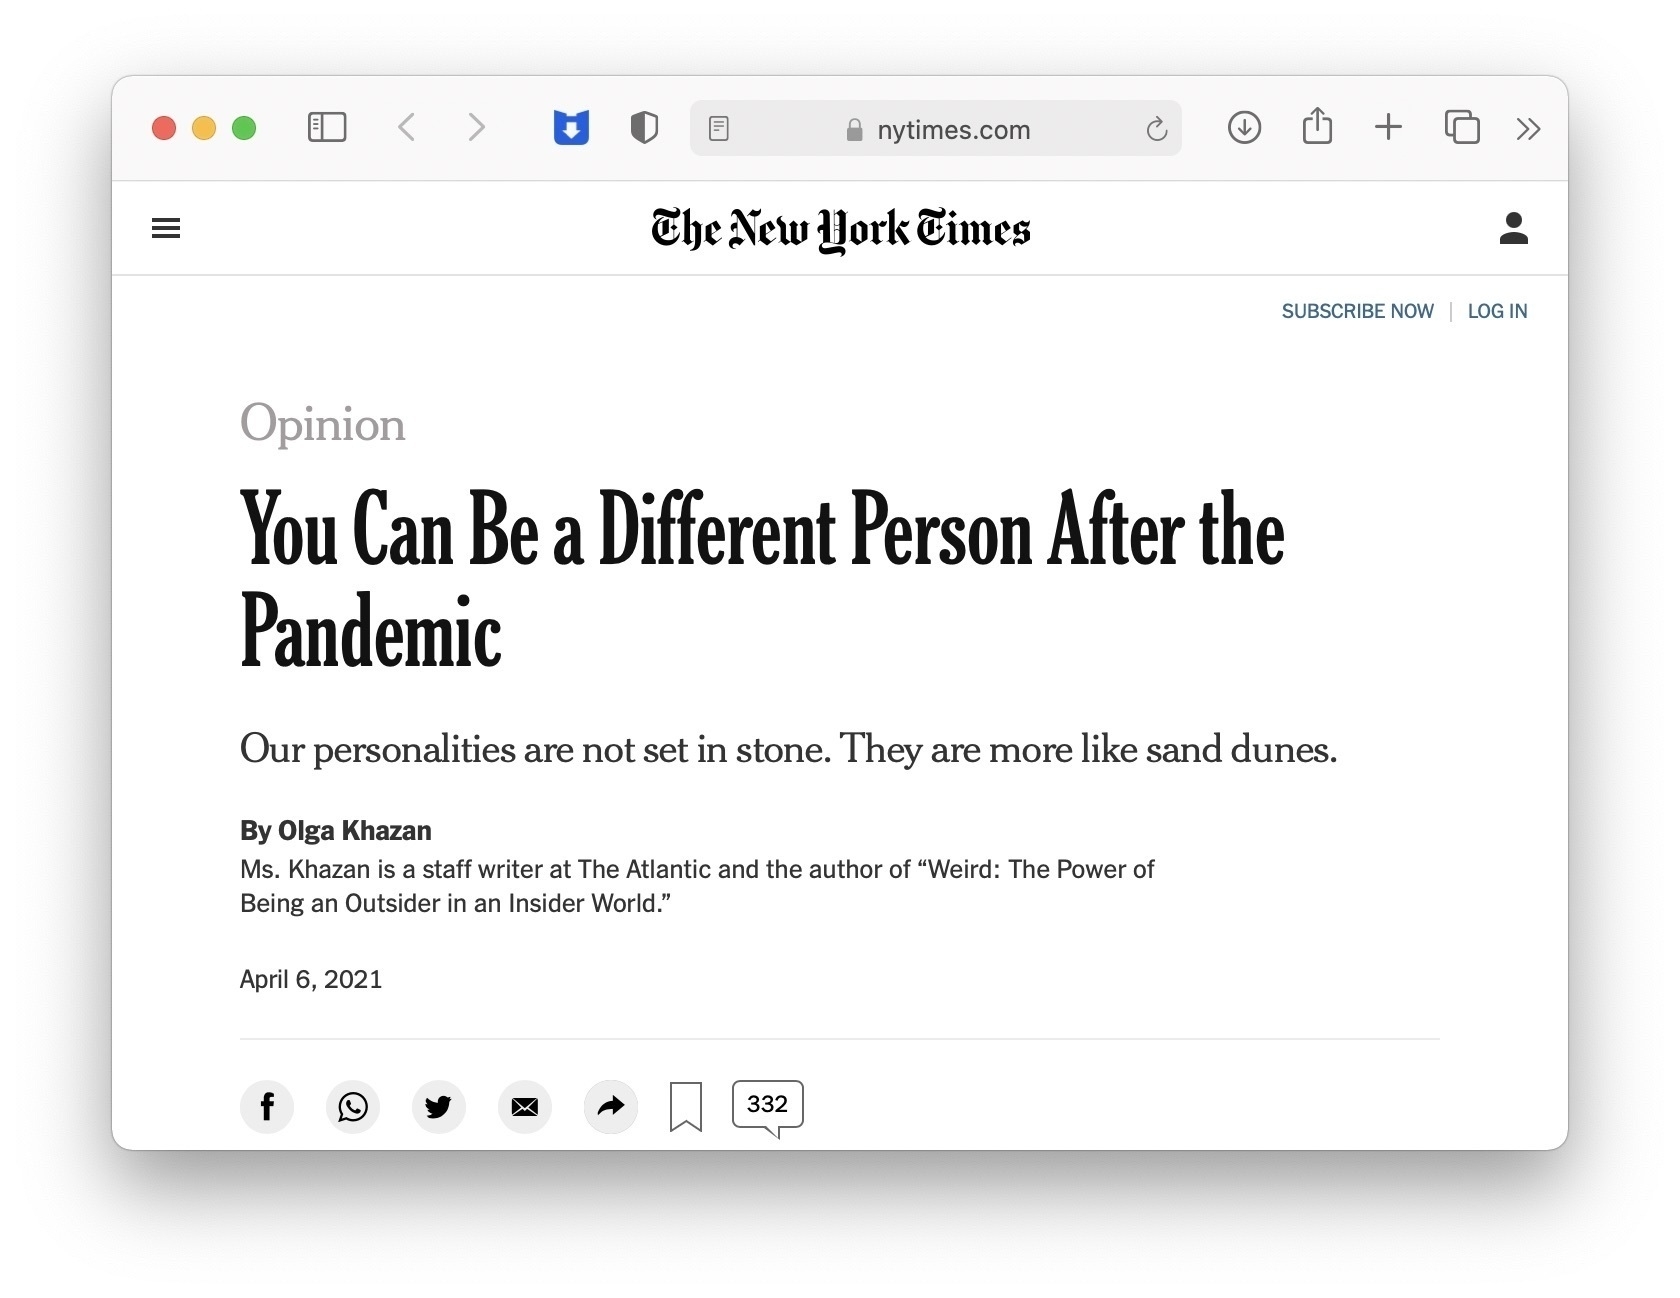 nytimes.com
The New York Times
SUBSCRIBE NOW | LOG IN
Opinion
You Can Be a Different Person After the
Pandemic
Our personalities are not set in stone. They are more like sand dunes.
By Olga Khazan
Ms. Khazan is a staff writer at The Atlantic and the author of “Weird: The Power of
Being an Outsider in an Insider World.”
April 6, 2021
332